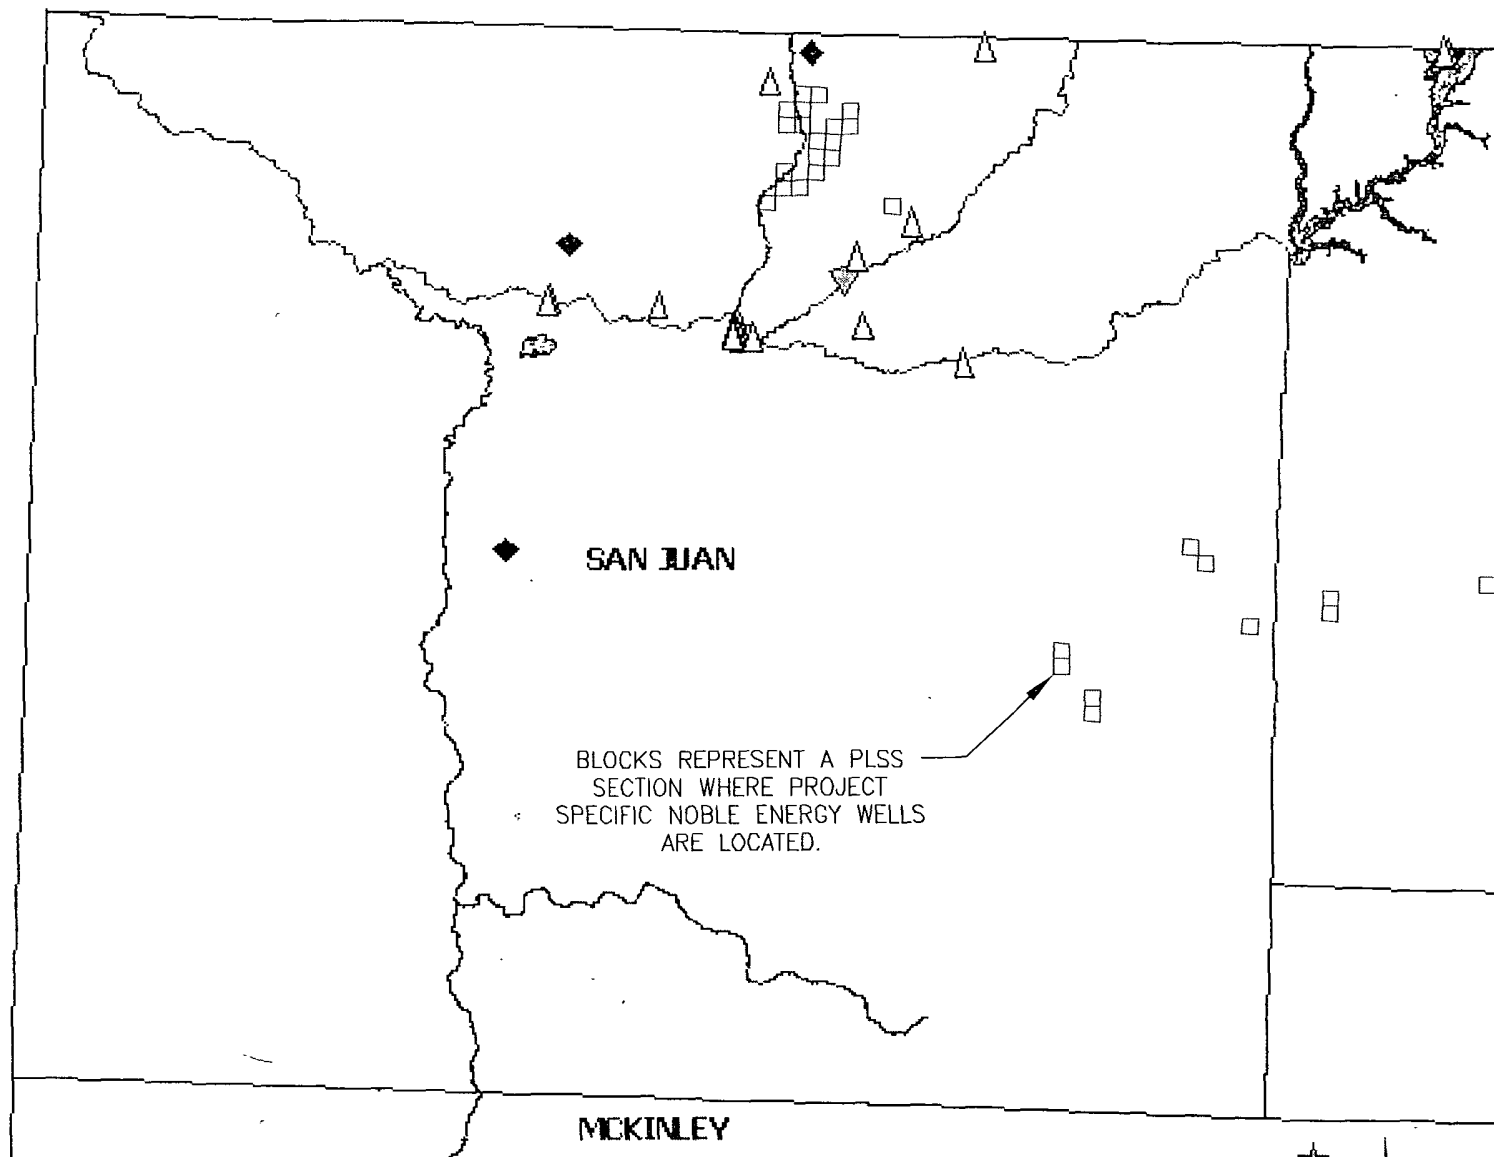 SAN JUAN
BLOCKS REPRESENT A PLSS
SECTION WHERE PROJECT
SPECIFIC NOBLE ENERGY WELLS
ARE LOCATED.
MCKINLEY